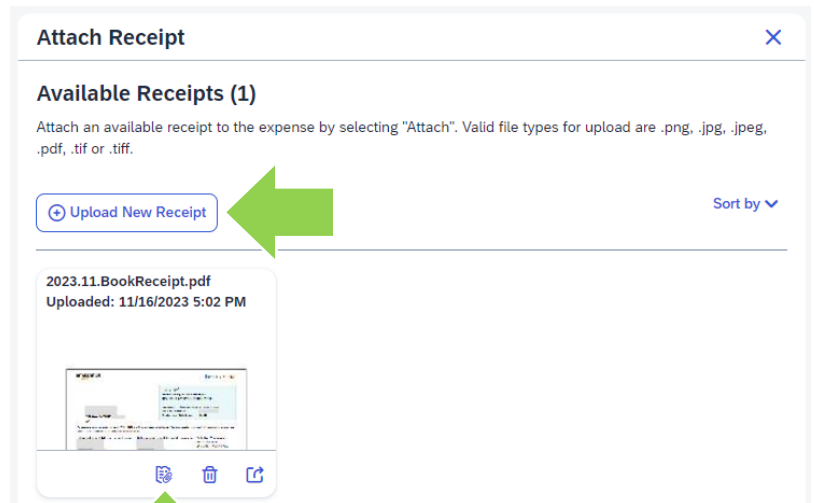 Attach Receipt
Available Receipts (1)
Attach an available receipt to the expense by selecting "Attach". Valid file types for upload are .png, .jpg, .jpeg,
.pdf, .tif or .tiff.
Upload New Receipt
Sort by
2023.11.BookReceipt.pdf
Uploaded: 11/16/2023 5:02 PM